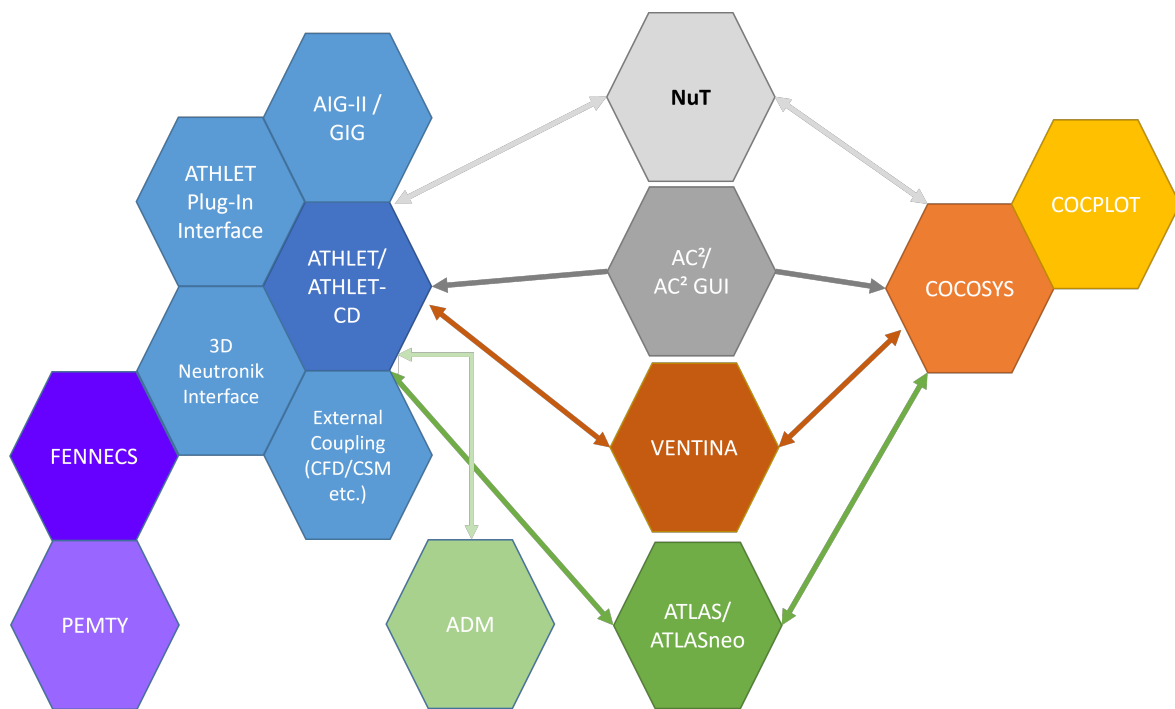 AIG-II /
GIG
NuT
ATHLET
Plug-In
Interface
COCPLOT
ATHLET/
ATHLET-
CD
AC²/
AC² GUI
COCOSYS
3D
Neutronik
Interface
FENNECS
External
Coupling
(CFD/CSM
etc.)
VENTINA
PEMTY
ADM
ATLAS/
ATLASneo